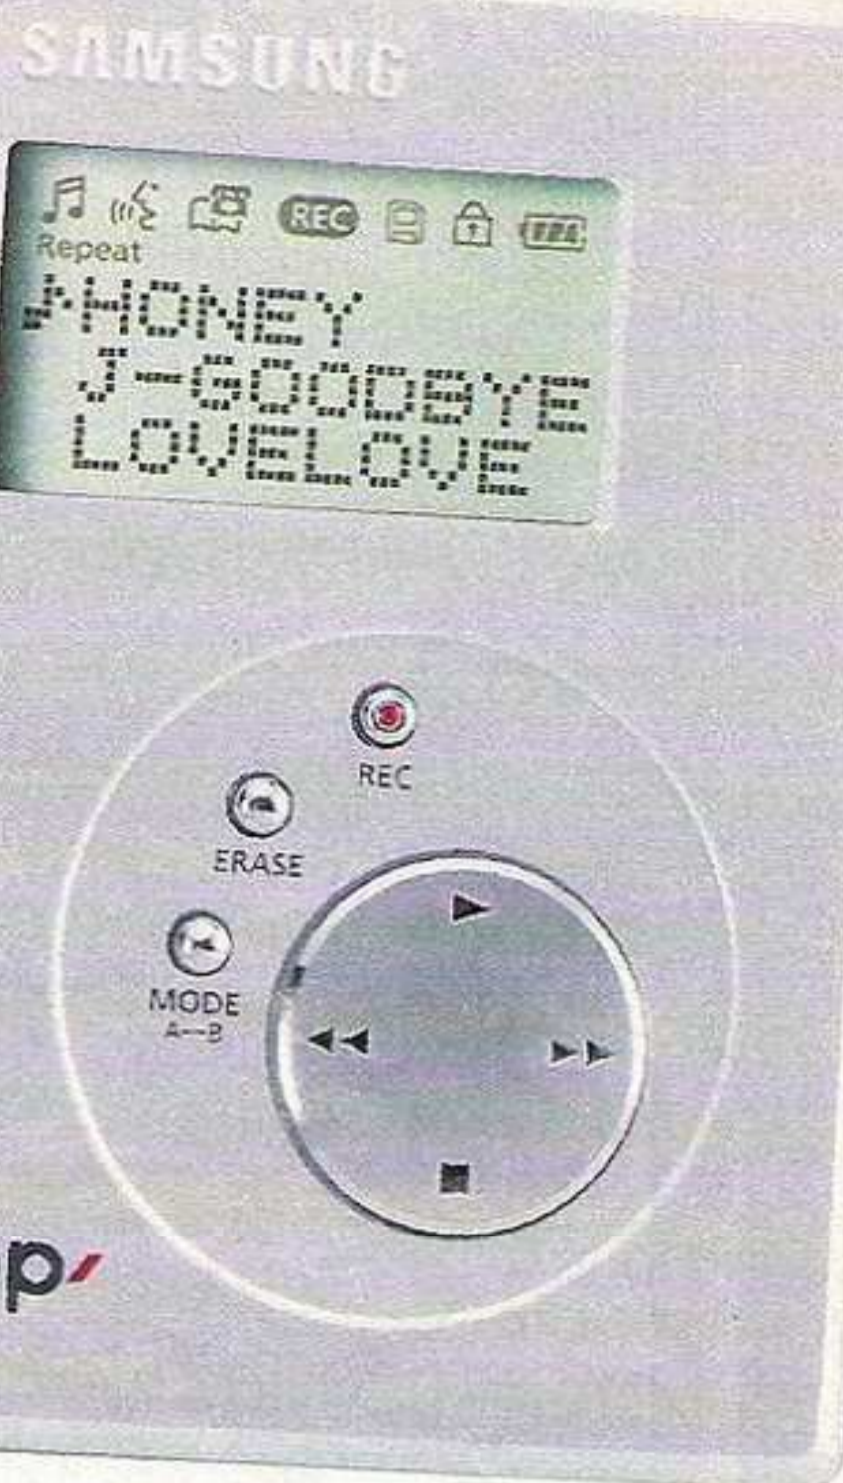 SAMSUNG
REC
Repeat
♪HONEY
J-GOODBYE
LOVELOVE
REC
ERASE
MODE
A—B
p